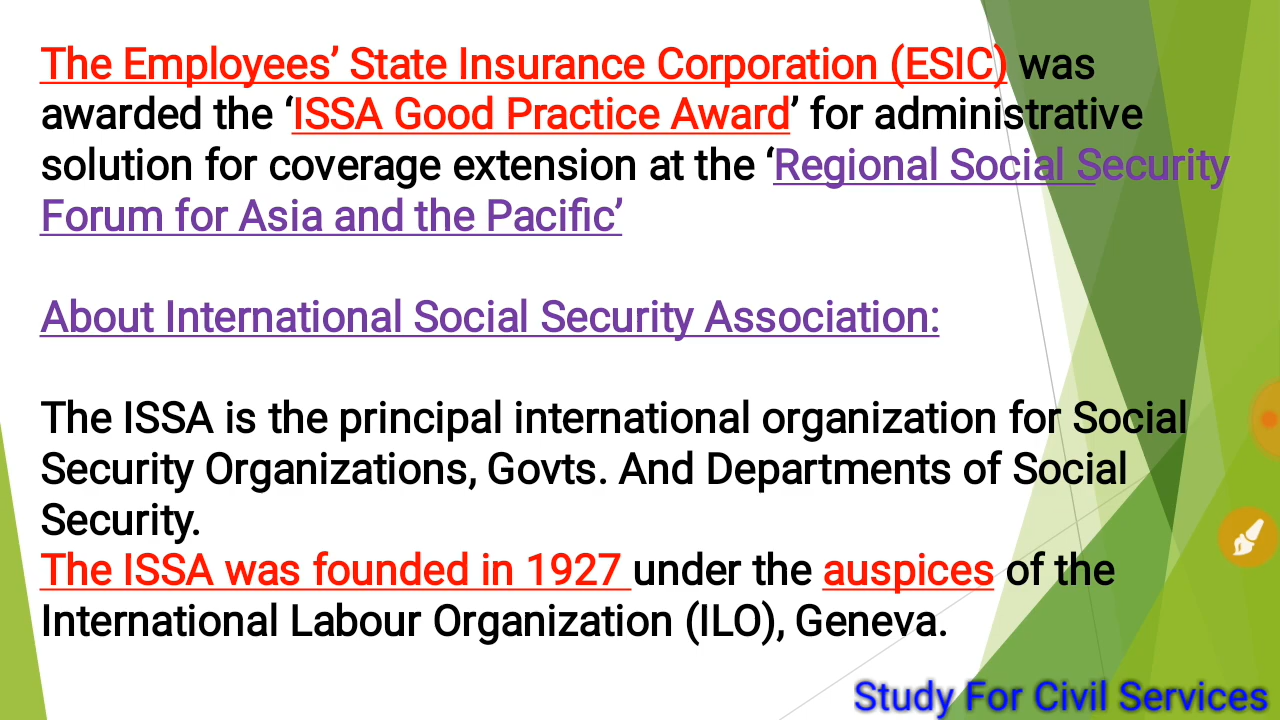 The Employees’ State Insurance Corporation (ESIC) was
awarded the ‘ISSA Good Practice Award’ for administrative
solution for coverage extension at the ‘Regional Social Security
Forum for Asia and the Pacific’
About International Social Security Association:
The ISSA is the principal international organization for Social
Security Organizations, Govts. And Departments of Social
Security.
The ISSA was founded in 1927 under the auspices of the
International Labour Organization (ILO), Geneva.
Study For Civil Services